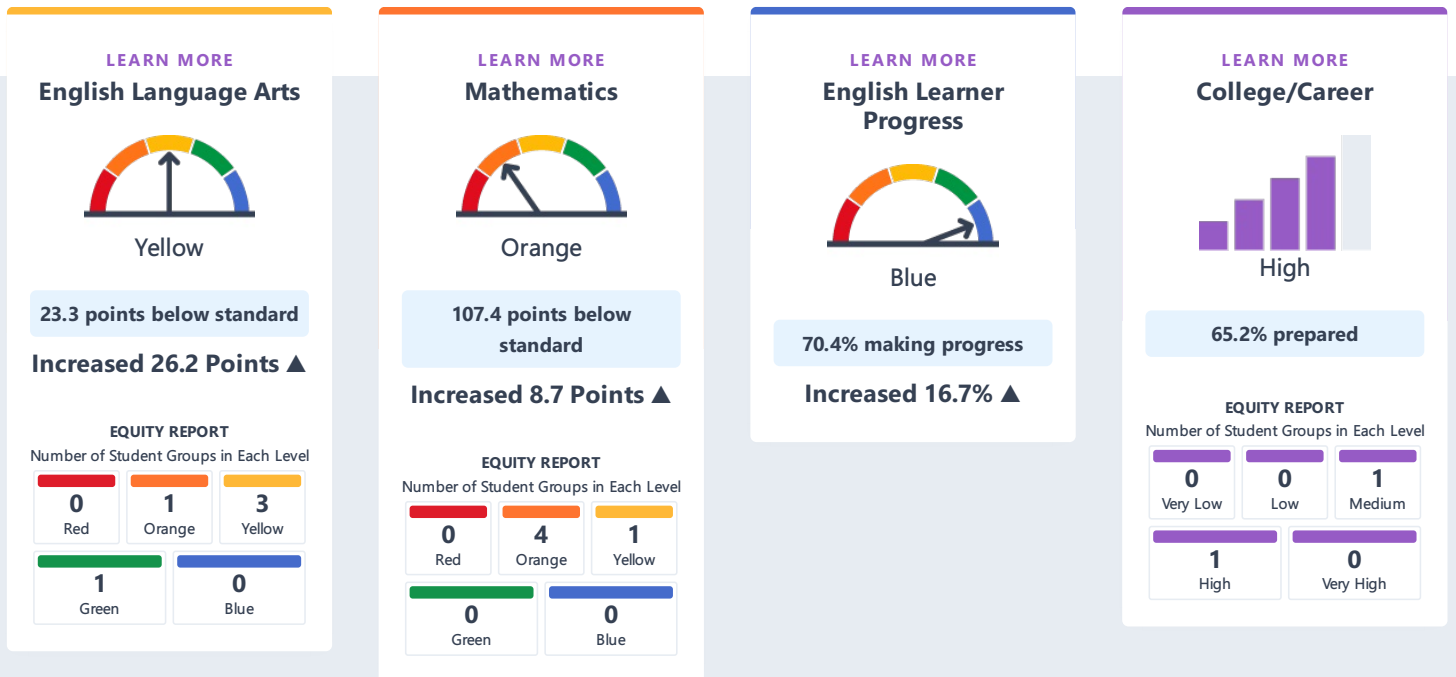 LEARN MORE
English Language Arts
Yellow
23.3 points below standard
Increased 26.2 Points ▲
EQUITY REPORT
Number of Student Groups in Each Level
0
Red
1
Orange
3
Yellow
1
Green
0
Blue
LEARN MORE
Mathematics
Orange
107.4 points below
standard
Increased 8.7 Points ▲
EQUITY REPORT
Number of Student Groups in Each Level
0
Red
4
Orange
1
Yellow
0
Green
0
Blue
LEARN MORE
English Learner
Progress
Blue
70.4% making progress
Increased 16.7% ▲
LEARN MORE
College/Career
High
65.2% prepared
EQUITY REPORT
Number of Student Groups in Each Level
0
Very Low
0
Low
1
Medium
1
High
0
Very High